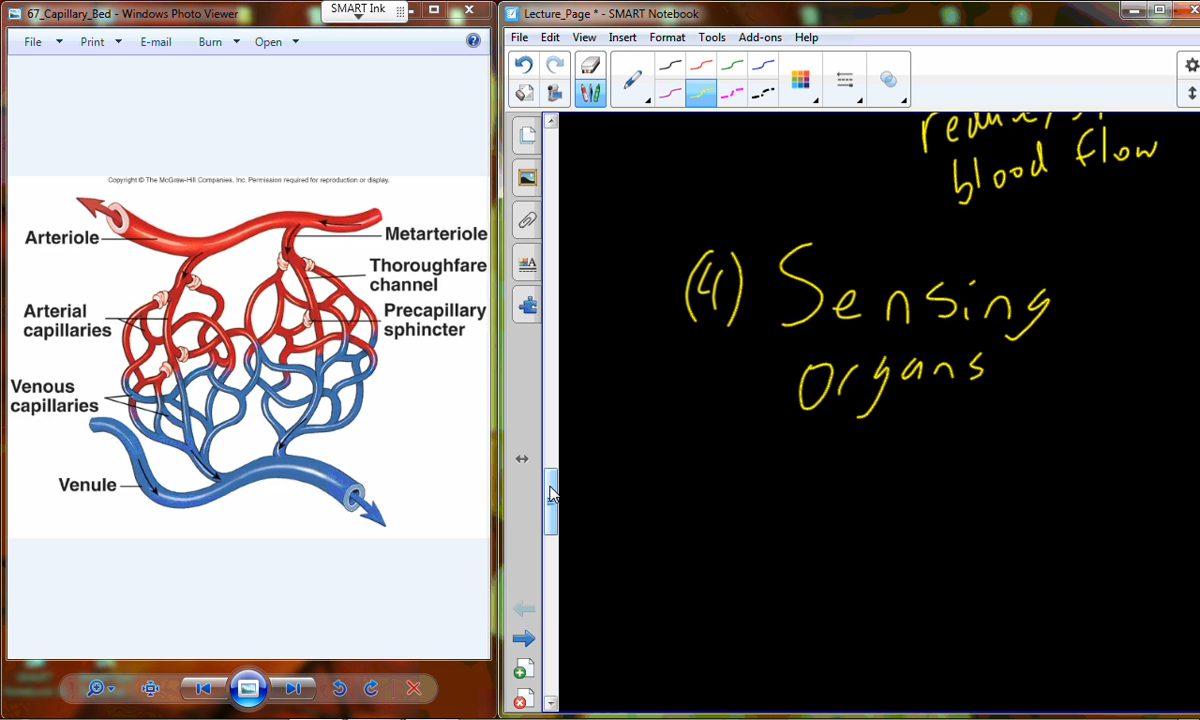 67_Capillary_Bed - Windows Photo Viewer
SMART Ink
File Print E-mail Burn Open
Copyright © The McGraw-Hill Companies, Inc. Permission required for reproduction or display.
Arteriole
Metarteriole
Thoroughfare
channel
Arterial
capillaries
Precapillary
sphincter
Venous
capillaries
Venule
Lecture_Page * - SMART Notebook
File Edit View Insert Format Tools Add-ons Help
blood flow
(4) Sensing
organs